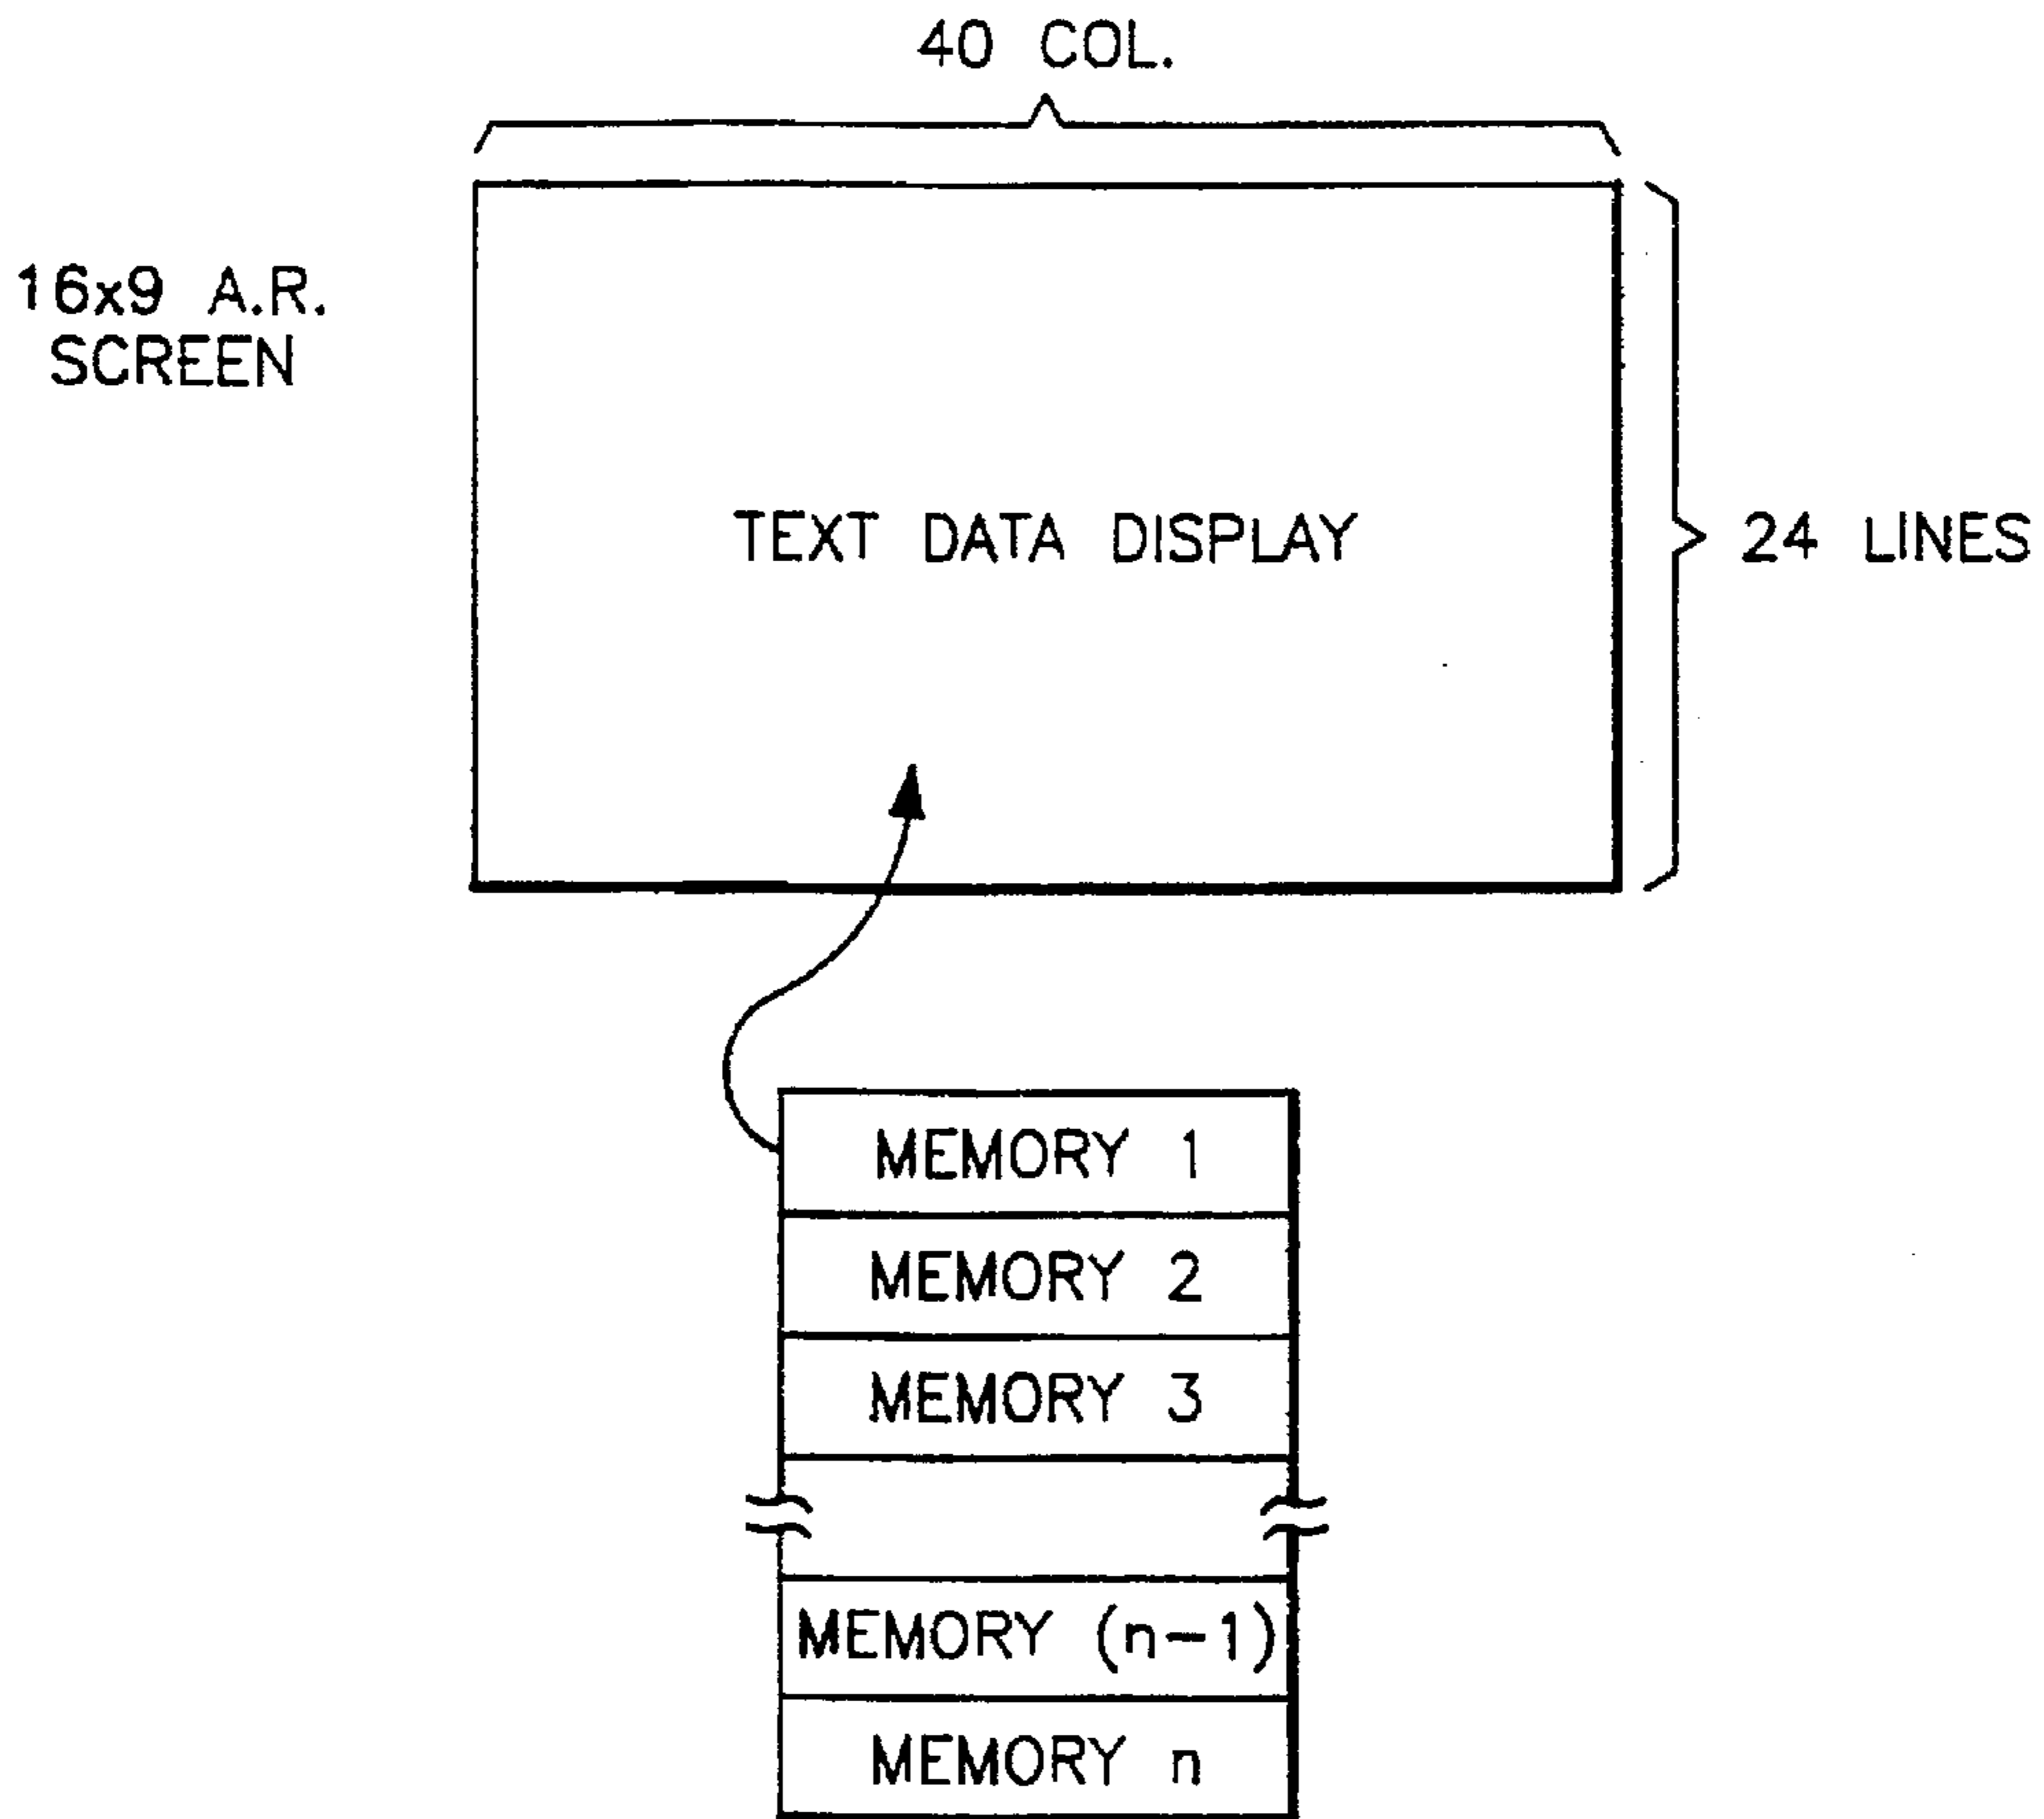 40 COL.
16x9 A.R.
SCREEN
TEXT DATA DISPLAY
24 LINES
MEMORY 1
MEMORY 2
MEMORY 3
MEMORY (n-1)
MEMORY n